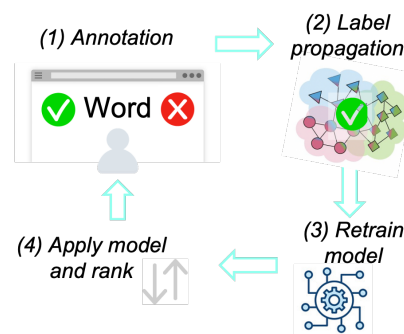 (1) Annotation
(2) Label
propagation
Word
(3) Retrain
model
(4) Apply model
and rank